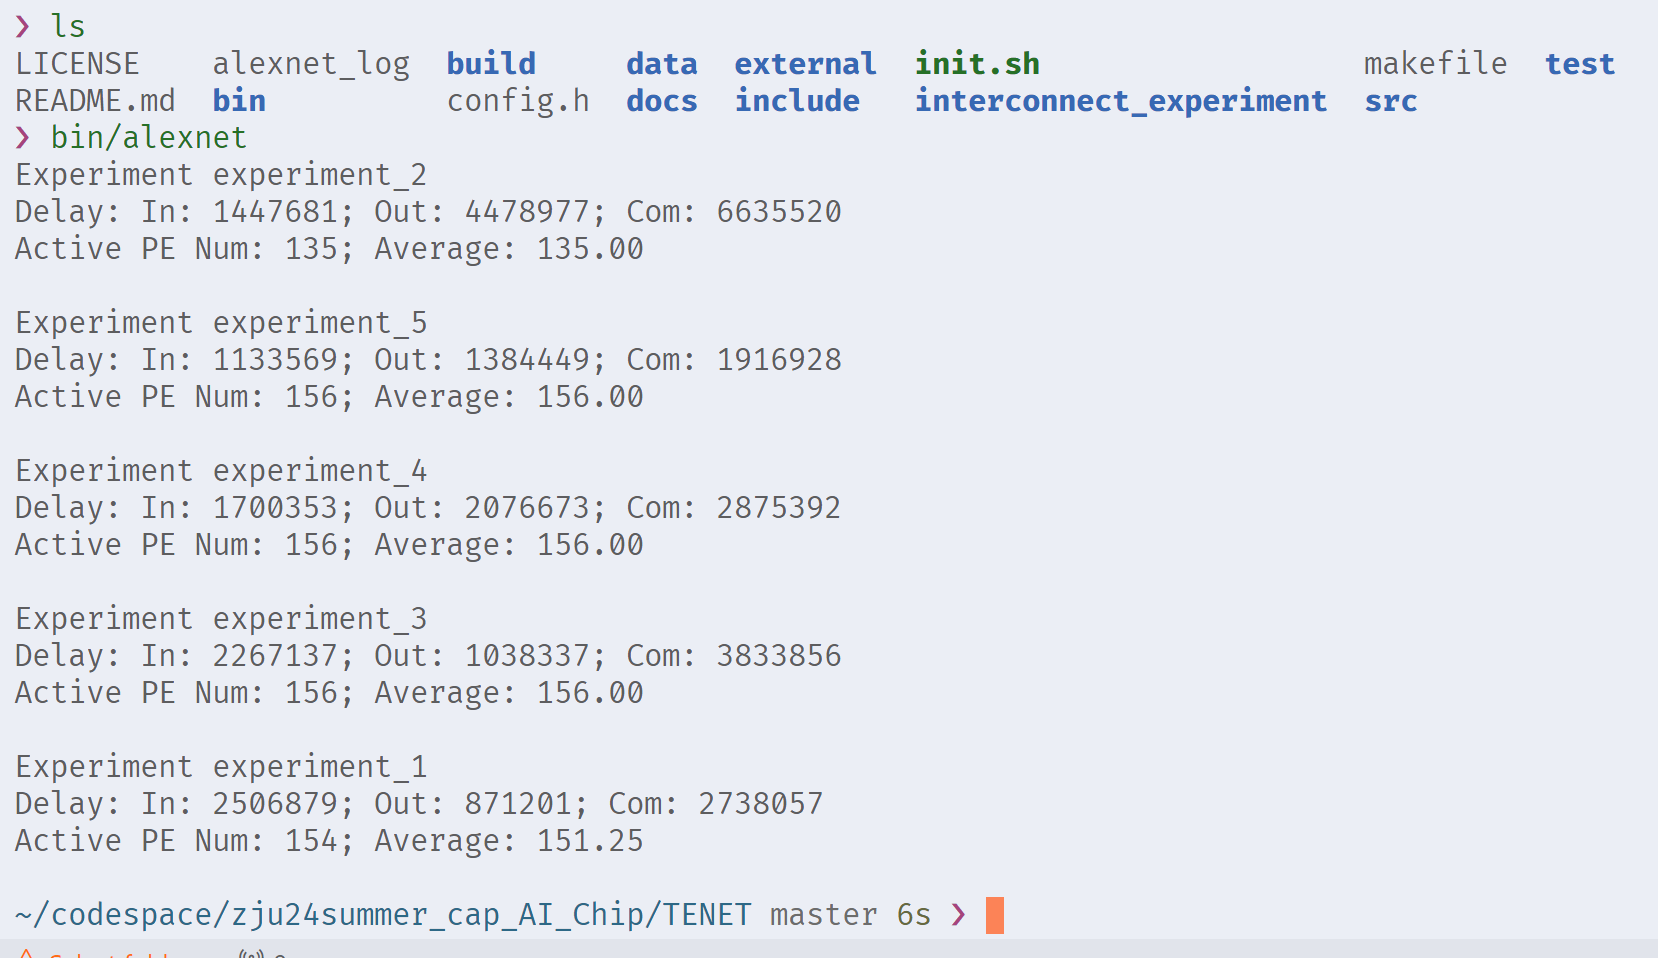 ❯ ls
LICENSE alexnet_log build data external init.sh makefile test
README.md bin config.h docs include interconnect_experiment src
❯ bin/alexnet
Experiment experiment_2
Delay: In: 1447681; Out: 4478977; Com: 6635520
Active PE Num: 135; Average: 135.00
Experiment experiment_5
Delay: In: 1133569; Out: 1384449; Com: 1916928
Active PE Num: 156; Average: 156.00
Experiment experiment_4
Delay: In: 1700353; Out: 2076673; Com: 2875392
Active PE Num: 156; Average: 156.00
Experiment experiment_3
Delay: In: 2267137; Out: 1038337; Com: 3833856
Active PE Num: 156; Average: 156.00
Experiment experiment_1
Delay: In: 2506879; Out: 871201; Com: 2738057
Active PE Num: 154; Average: 151.25
~/codespace/zju24summer_cap_AI_Chip/TENET master 6s ❯